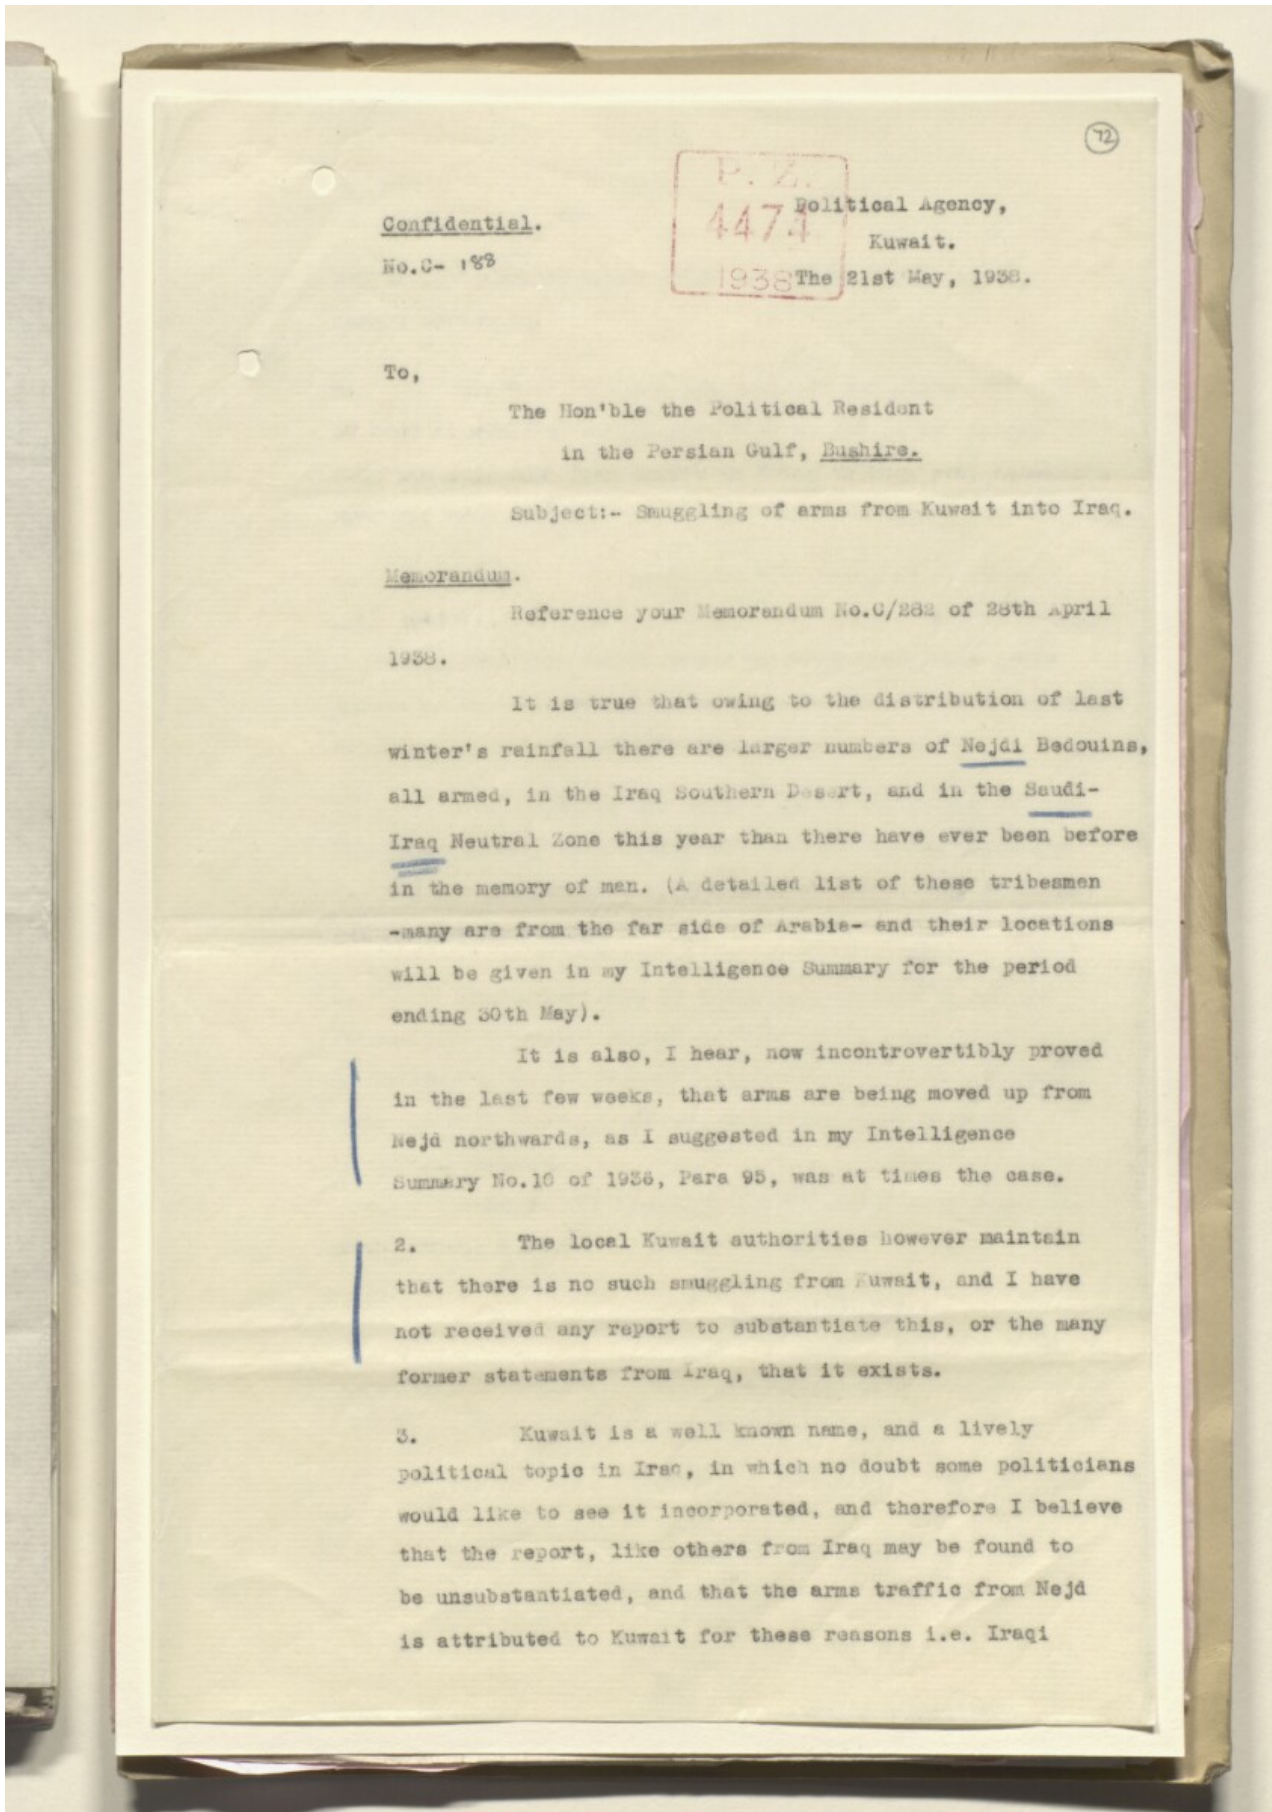 72
P. Z.
4474
1938
Political Agency,
Confidential.
Kuwait.
No.C- 188
The 21st May, 1938.
To,
The Hon'ble the Political Resident
in the Persian Gulf, Bushire.
Subject:- Smuggling of arms from Kuwait into Iraq.
Memorandum.
Reference your Memorandum No.C/282 of 28th April
1938.
It is true that owing to the distribution of last
winter's rainfall there are larger numbers of Nejdi Bedouins,
all armed, in the Iraq Southern Desert, and in the Saudi-
Iraq Neutral Zone this year than there have ever been before
in the memory of man. (A detailed list of these tribesmen
-many are from the far side of Arabia- and their locations
will be given in my Intelligence Summary for the period
ending 30th May).
It is also, I hear, now incontrovertibly proved
in the last few weeks, that arms are being moved up from
Nejd northwards, as I suggested in my Intelligence
Summary No.10 of 1936, Para 95, was at times the case.
2. The local Kuwait authorities however maintain
that there is no such smuggling from Kuwait, and I have
not received any report to substantiate this, or the many
former statements from Iraq, that it exists.
3. Kuwait is a well known name, and a lively
political topic in Iraq, in which no doubt some politicians
would like to see it incorporated, and therefore I believe
that the report, like others from Iraq may be found to
be unsubstantiated, and that the arms traffic from Nejd
is attributed to Kuwait for these reasons i.e. Iraqi